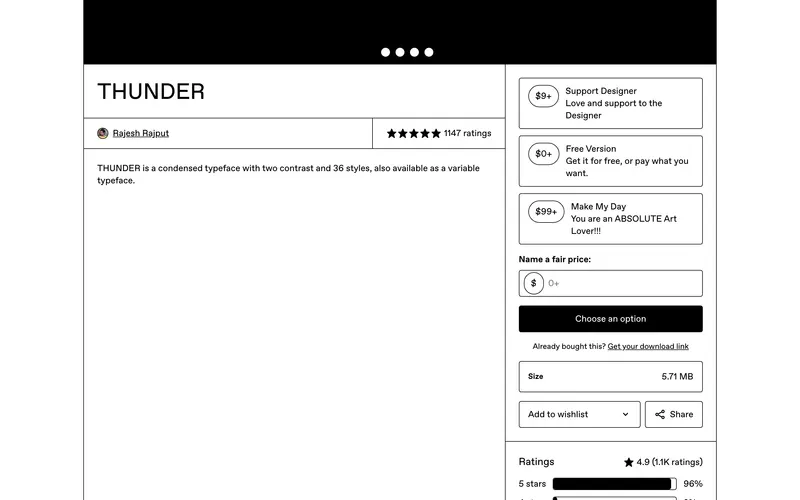 THUNDER
Rajesh Rajput
1147 ratings
THUNDER is a condensed typeface with two contrast and 36 styles, also available as a variable
typeface.
$9+
Support Designer
Love and support to the
Designer
$0+
Free Version
Get it for free, or pay what you
want.
$99+
Make My Day
You are an ABSOLUTE Art
Lover!!!
Name a fair price:
$ 0+
Choose an option
Already bought this? Get your download link
Size 5.71 MB
Add to wishlist
Share
Ratings 4.9 (1.1K ratings)
5 stars 96%